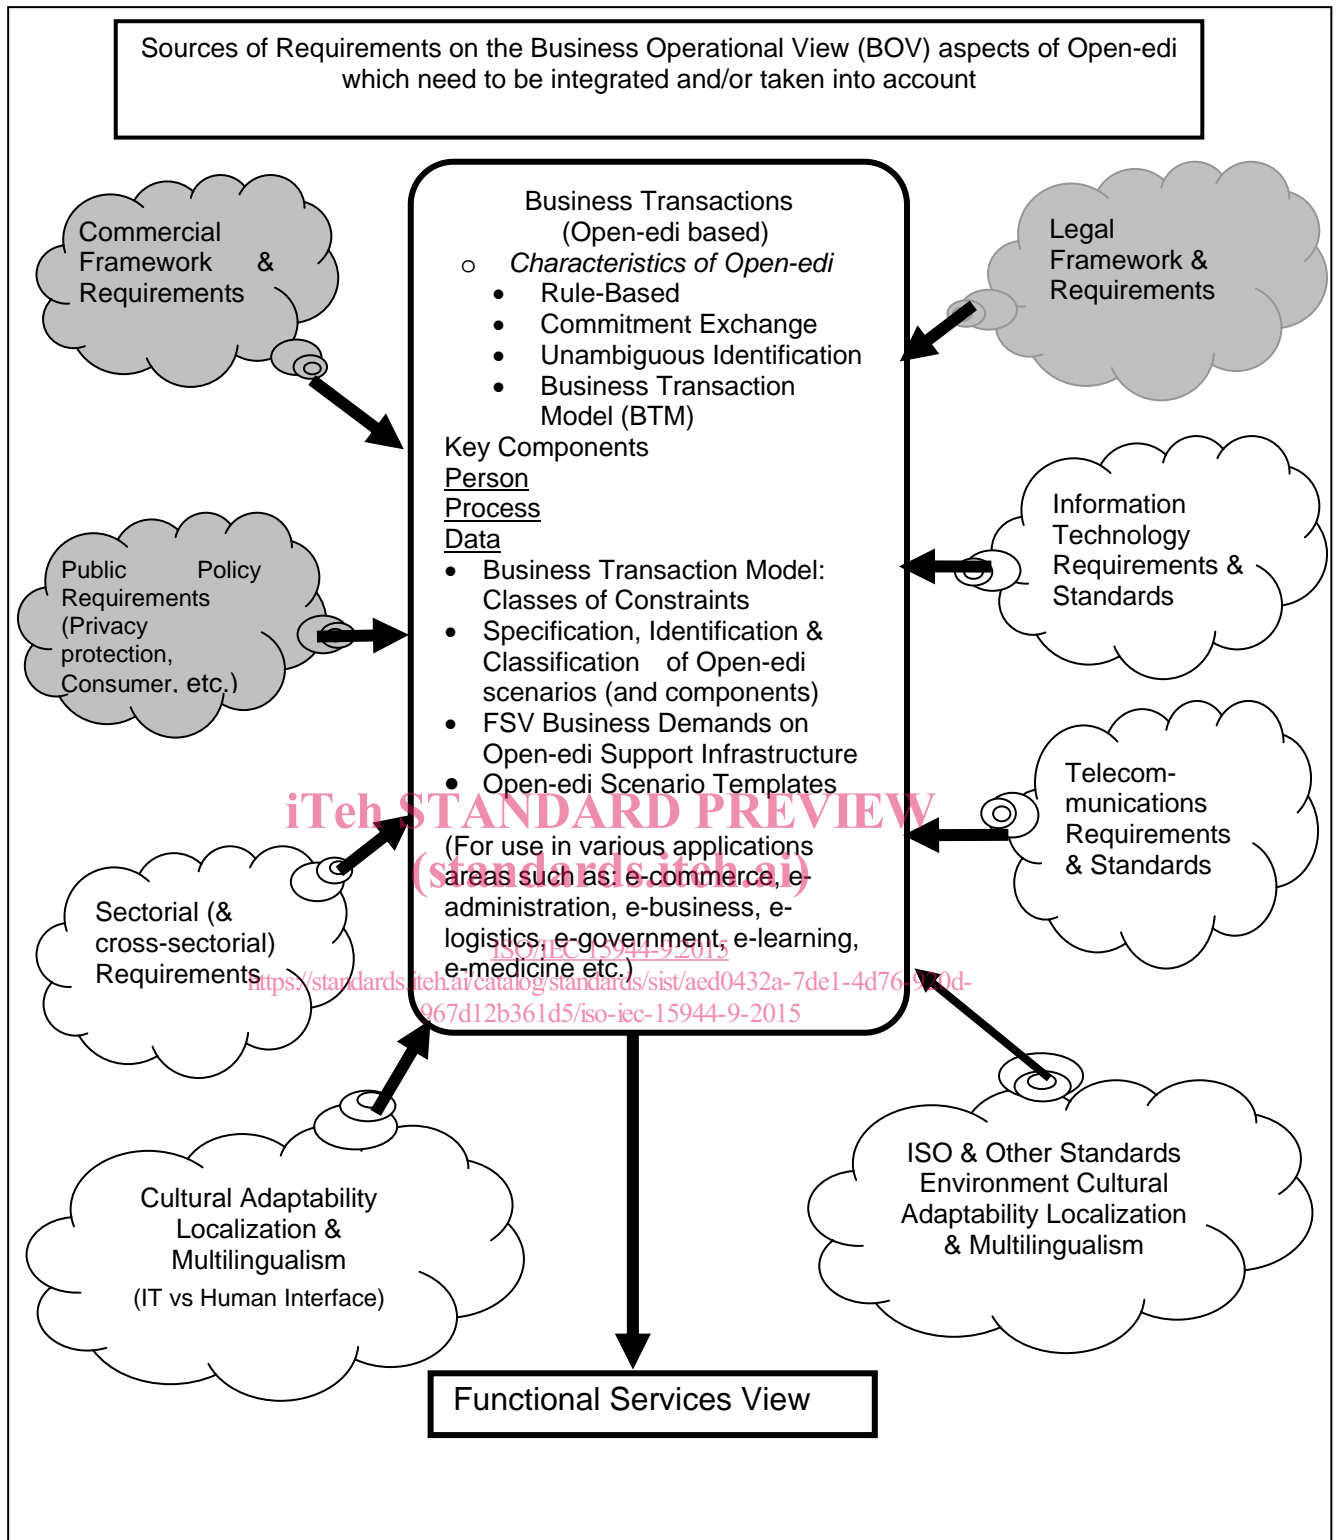 Sources of Requirements on the Business Operational View (BOV) aspects of Open-edi
which need to be integrated and/or taken into account
Commercial
Framework &
Requirements
Public Policy
Requirements
(Privacy
protection,
Consumer, etc.)
Sectorial (&
cross-sectorial)
Requirements
Cultural Adaptability
Localization &
Multilingualism
(IT vs Human Interface)
Business Transactions
(Open-edi based)
o Characteristics of Open-edi
• Rule-Based
• Commitment Exchange
• Unambiguous Identification
• Business Transaction
Model (BTM)
Key Components
Person
Process
Data
• Business Transaction Model:
Classes of Constraints
• Specification, Identification &
Classification of Open-edi
scenarios (and components)
• FSV Business Demands on
Open-edi Support Infrastructure
• Open-edi Scenario Templates
iTeh STANDARD PREVIEW
(For use in various applications
(standards.iteh.ai)
areas such as: e-commerce, e-
administration, e-business, e-
logistics, e-government, e-learning,
ISO/IEC 15944-9:2015
e-medicine etc.)
https://standards.iteh.ai/catalog/standards/sist/aed0432a-7de1-4d76-920d-
967d12b361d5/iso-iec-15944-9-2015
Legal
Framework &
Requirements
Information
Technology
Requirements &
Standards
Telecom-
munications
Requirements
& Standards
ISO & Other Standards
Environment Cultural
Adaptability Localization
& Multilingualism
Functional Services View